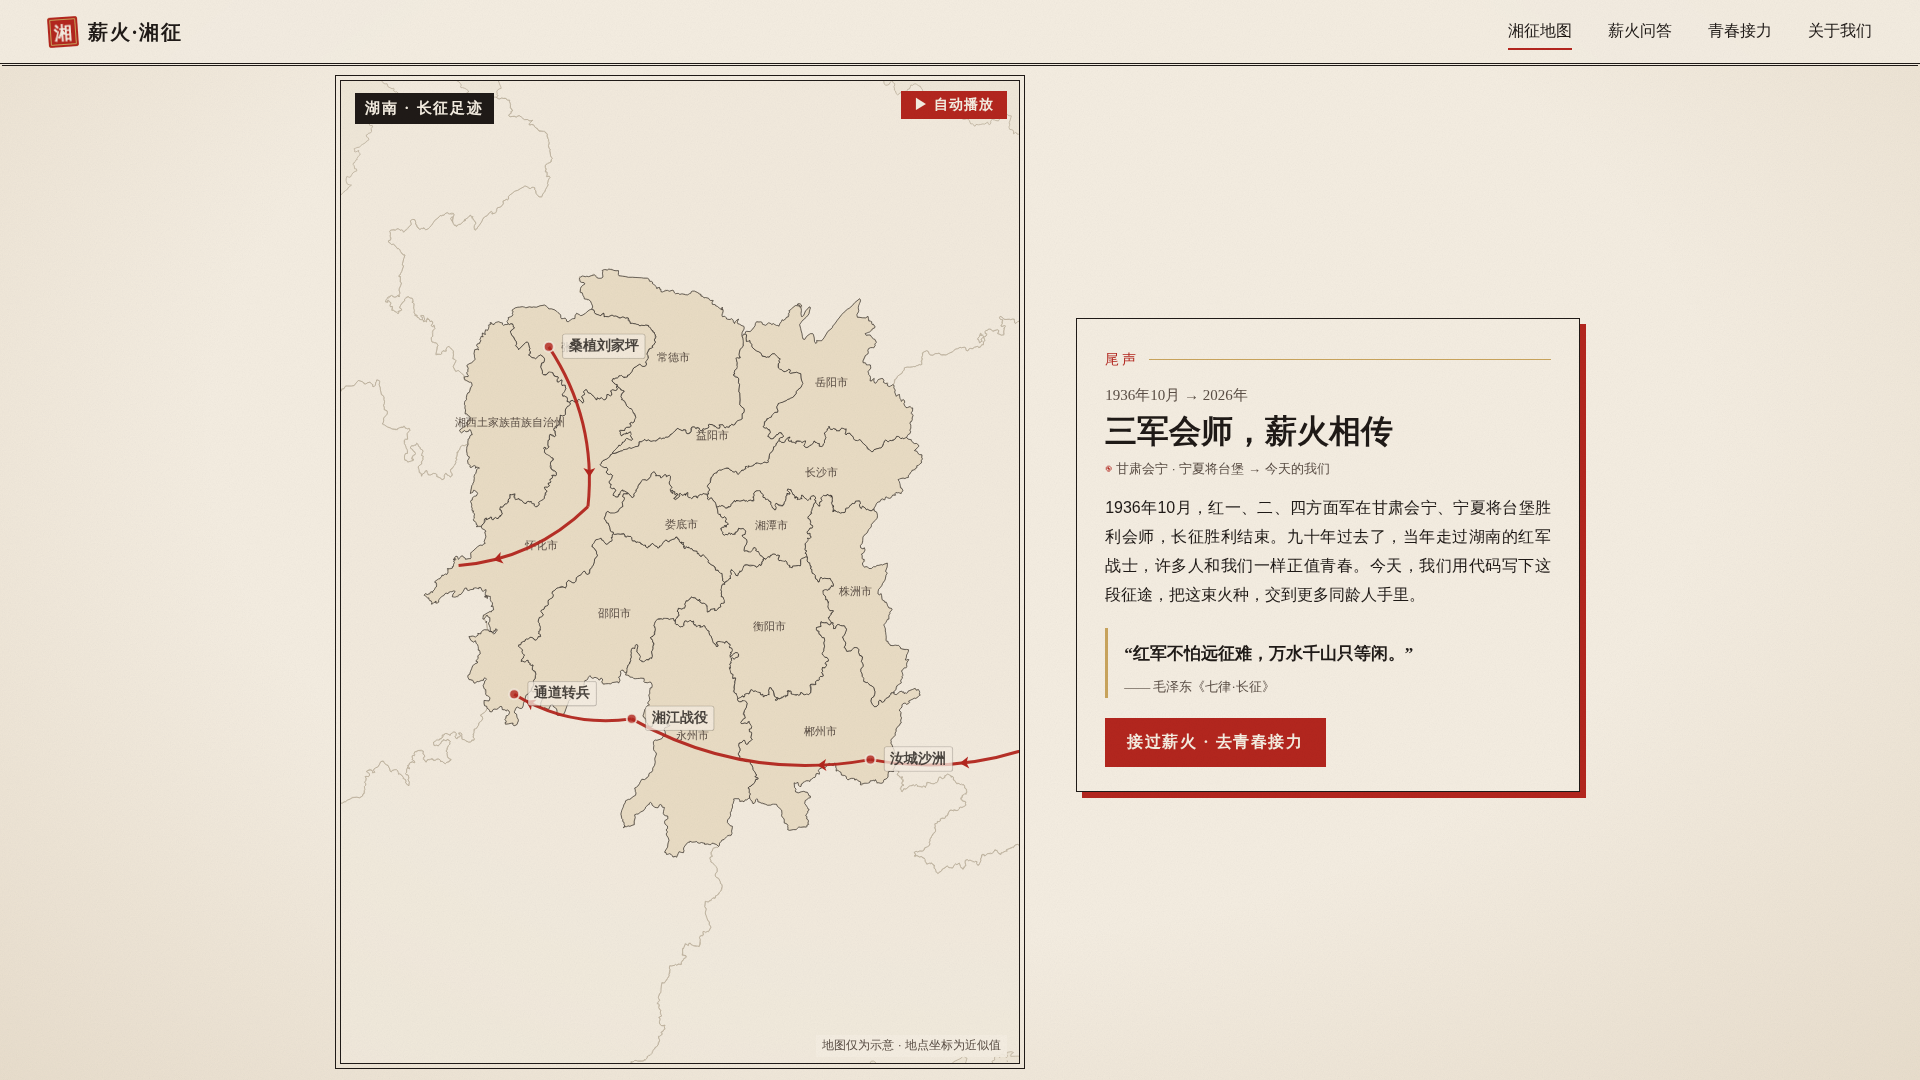 湘 薪火·湘征
湘征地图 薪火问答 青春接力 关于我们
湖南 · 长征足迹
▶ 自动播放
桑植刘家坪
常德市
岳阳市
湘西土家族苗族自治州
益阳市
长沙市
娄底市
湘潭市
怀化市
株洲市
邵阳市
衡阳市
通道转兵
湘江战役
永州市
郴州市
汝城沙洲
地图仅为示意 · 地点坐标为近似值
尾声
1936年10月 → 2026年
三军会师，薪火相传
甘肃会宁 · 宁夏将台堡 → 今天的我们
1936年10月，红一、二、四方面军在甘肃会宁、宁夏将台堡胜
利会师，长征胜利结束。九十年过去了，当年走过湖南的红军
战士，许多人和我们一样正值青春。今天，我们用代码写下这
段征途，把这束火种，交到更多同龄人手里。
“红军不怕远征难，万水千山只等闲。”
—— 毛泽东《七律·长征》
接过薪火 · 去青春接力